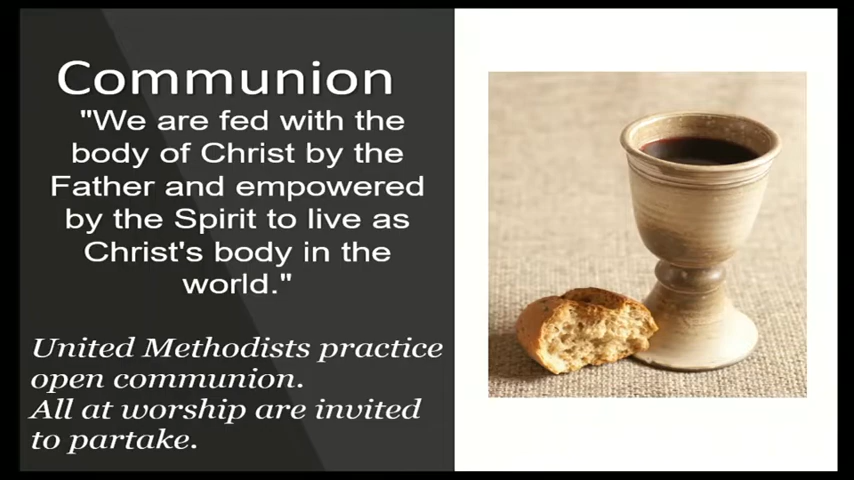 Communion
"We are fed with the
body of Christ by the
Father and empowered
by the Spirit to live as
Christ's body in the
world."
United Methodists practice
open communion.
All at worship are invited
to partake.